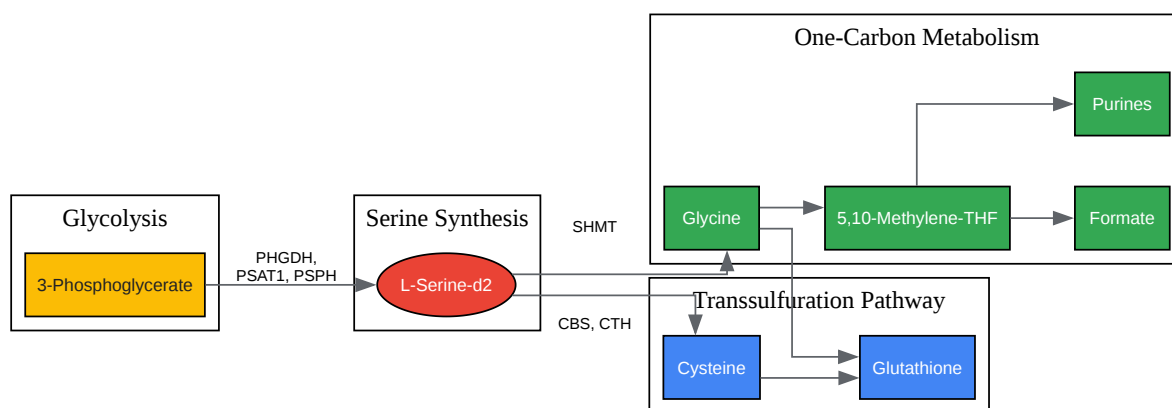 One-Carbon Metabolism
Purines
Glycolysis
Serine Synthesis
SHMT
Glycine
5,10-Methylene-THF
Formate
PHGDH,
PSAT1, PSPH
3-Phosphoglycerate
L-Serine-d2
Transsulfuration Pathway
CBS, CTH
Cysteine
Glutathione